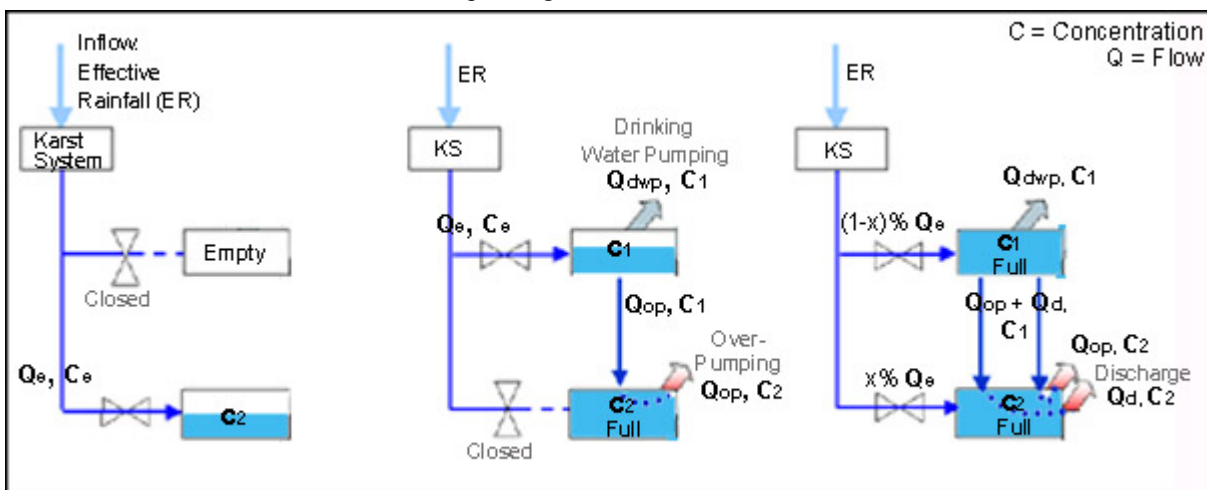 C = Concentration
Q = Flow
Inflow:
Effective
Rainfall (ER)
Karst
System
Empty
Closed
Qe, Ce
C2
ER
KS
Drinking
Water Pumping
Qdwp, C1
Qe, Ce
C1
Qop, C1
Over-
Pumping
Qop, C2
C2
Full
Closed
ER
KS
Qdwp, C1
(1-x)% Qe
C1
Full
Qop + Qd,
C1
Qop, C2
Discharge
Qd, C2
x% Qe
C2
Full